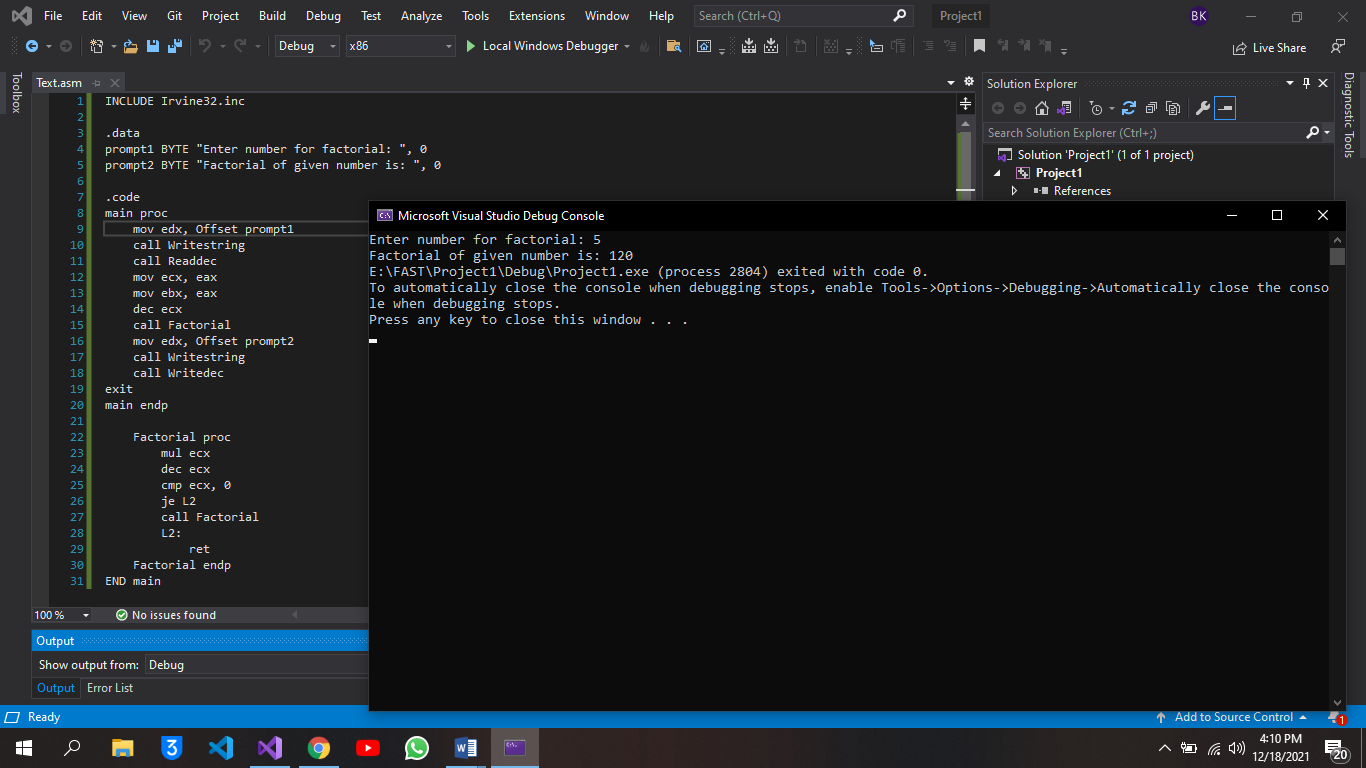 File Edit View Git Project Build Debug Test Analyze Tools Extensions Window Help Search (Ctrl+Q) Project1 BK
Debug x86 Local Windows Debugger Live Share
Toolbox
Text.asm
1 INCLUDE Irvine32.inc
2
3 .data
4 prompt1 BYTE "Enter number for factorial: ", 0
5 prompt2 BYTE "Factorial of given number is: ", 0
6
7 .code
8 main proc
9 mov edx, Offset prompt1
10 call Writestring
11 call Readdec
12 mov ecx, eax
13 mov ebx, eax
14 dec ecx
15 call Factorial
16 mov edx, Offset prompt2
17 call Writestring
18 call Writedec
19 exit
20 main endp
21
22 Factorial proc
23 mul ecx
24 dec ecx
25 cmp ecx, 0
26 je L2
27 call Factorial
28 L2:
29 ret
30 Factorial endp
31 END main
100 % No issues found
Output
Show output from: Debug
Output Error List
Solution Explorer
Search Solution Explorer (Ctrl+;)
Solution 'Project1' (1 of 1 project)
Project1
References
Diagnostic Tools
C:\ Microsoft Visual Studio Debug Console
Enter number for factorial: 5
Factorial of given number is: 120
E:\FAST\Project1\Debug\Project1.exe (process 2804) exited with code 0.
To automatically close the console when debugging stops, enable Tools->Options->Debugging->Automatically close the conso
le when debugging stops.
Press any key to close this window . . .
Ready Add to Source Control 1
3 W 4:10 PM
12/18/2021 20